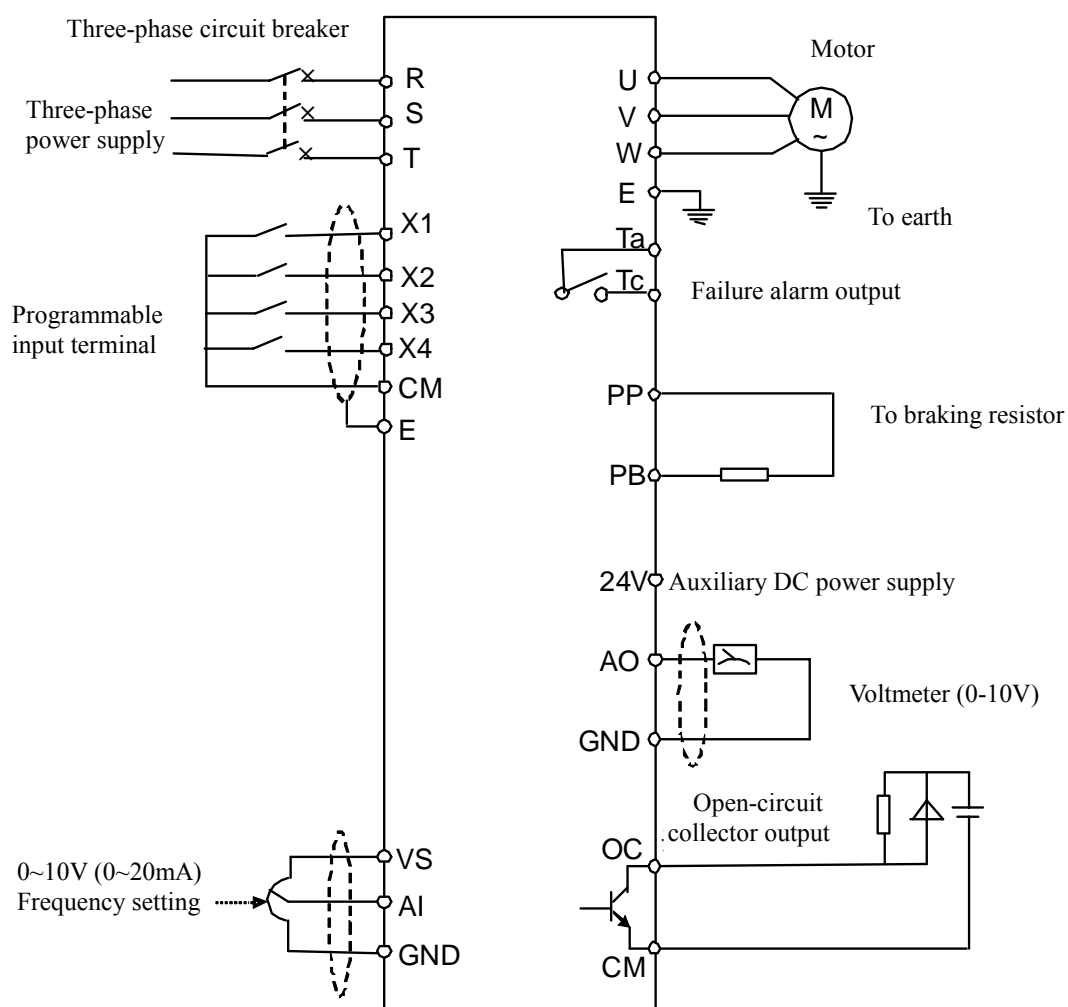 Three-phase circuit breaker
Motor
R
U
M
~
Three-phase
power supply
S
V
T
W
E
To earth
X1
Ta
X2
Tc
Failure alarm output
Programmable
input terminal
X3
X4
CM
PP
To braking resistor
E
PB
24V
Auxiliary DC power supply
AO
Voltmeter (0-10V)
GND
Open-circuit
collector output
OC
0~10V (0~20mA)
Frequency setting
VS
AI
GND
CM